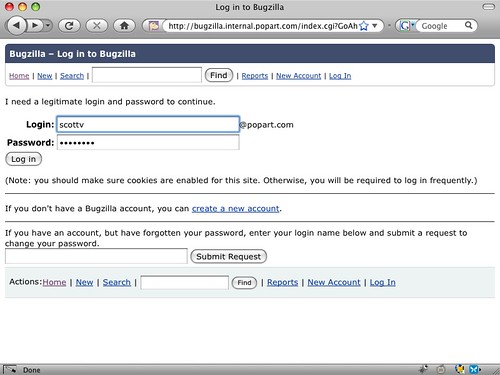 Log in to Bugzilla
http://bugzilla.internal.popart.com/index.cgi?GoAh
Google
Bugzilla – Log in to Bugzilla
Home | New | Search | Find | Reports | New Account | Log In
I need a legitimate login and password to continue.
Login: scottv @popart.com
Password: ••••••••
Log in
(Note: you should make sure cookies are enabled for this site. Otherwise, you will be required to log in frequently.)
If you don't have a Bugzilla account, you can create a new account.
If you have an account, but have forgotten your password, enter your login name below and submit a request to
change your password.
Submit Request
Actions: Home | New | Search | Find | Reports | New Account | Log In
Done